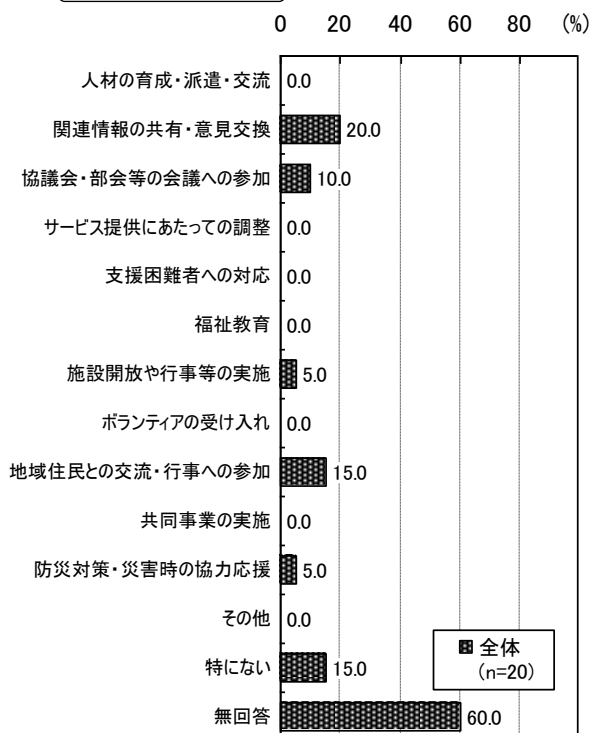 0 20 40 60 80 (%)
人材の育成・派遣・交流 0.0
関連情報の共有・意見交換 20.0
協議会・部会等の会議への参加 10.0
サービス提供にあたっての調整 0.0
支援困難者への対応 0.0
福祉教育 0.0
施設開放や行事等の実施 5.0
ボランティアの受け入れ 0.0
地域住民との交流・行事への参加 15.0
共同事業の実施 0.0
防災対策・災害時の協力応援 5.0
その他 0.0
特にない 15.0
無回答 60.0
全体
(n=20)